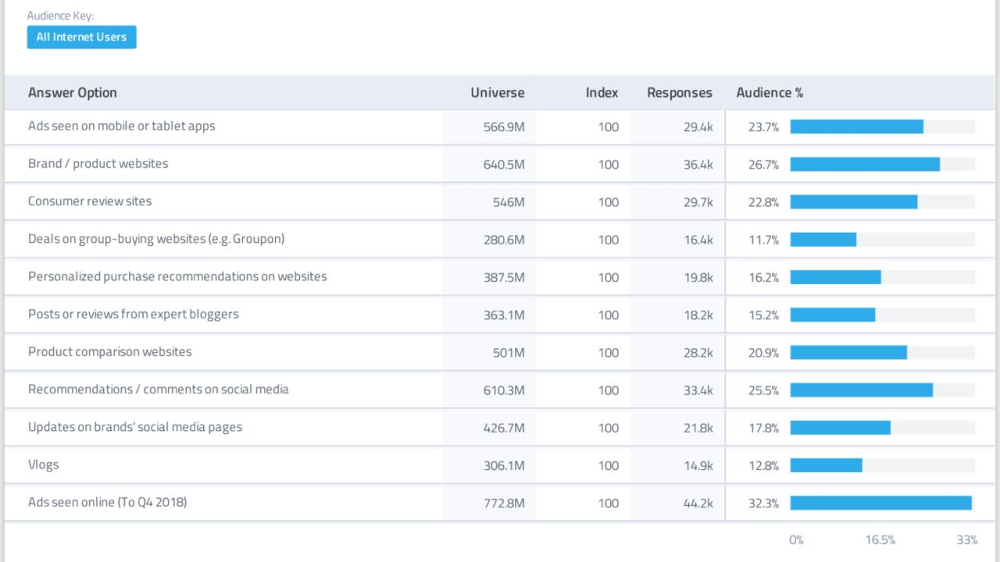 Audience Key:
All Internet Users
Answer Option Universe Index Responses Audience %
Ads seen on mobile or tablet apps 566.9M 100 29.4k 23.7%
Brand / product websites 640.5M 100 36.4k 26.7%
Consumer review sites 546M 100 29.7k 22.8%
Deals on group-buying websites (e.g. Groupon) 280.6M 100 16.4k 11.7%
Personalized purchase recommendations on websites 387.5M 100 19.8k 16.2%
Posts or reviews from expert bloggers 363.1M 100 18.2k 15.2%
Product comparison websites 501M 100 28.2k 20.9%
Recommendations / comments on social media 610.3M 100 33.4k 25.5%
Updates on brands' social media pages 426.7M 100 21.8k 17.8%
Vlogs 306.1M 100 14.9k 12.8%
Ads seen online (To Q4 2018) 772.8M 100 44.2k 32.3%
0% 16.5% 33%